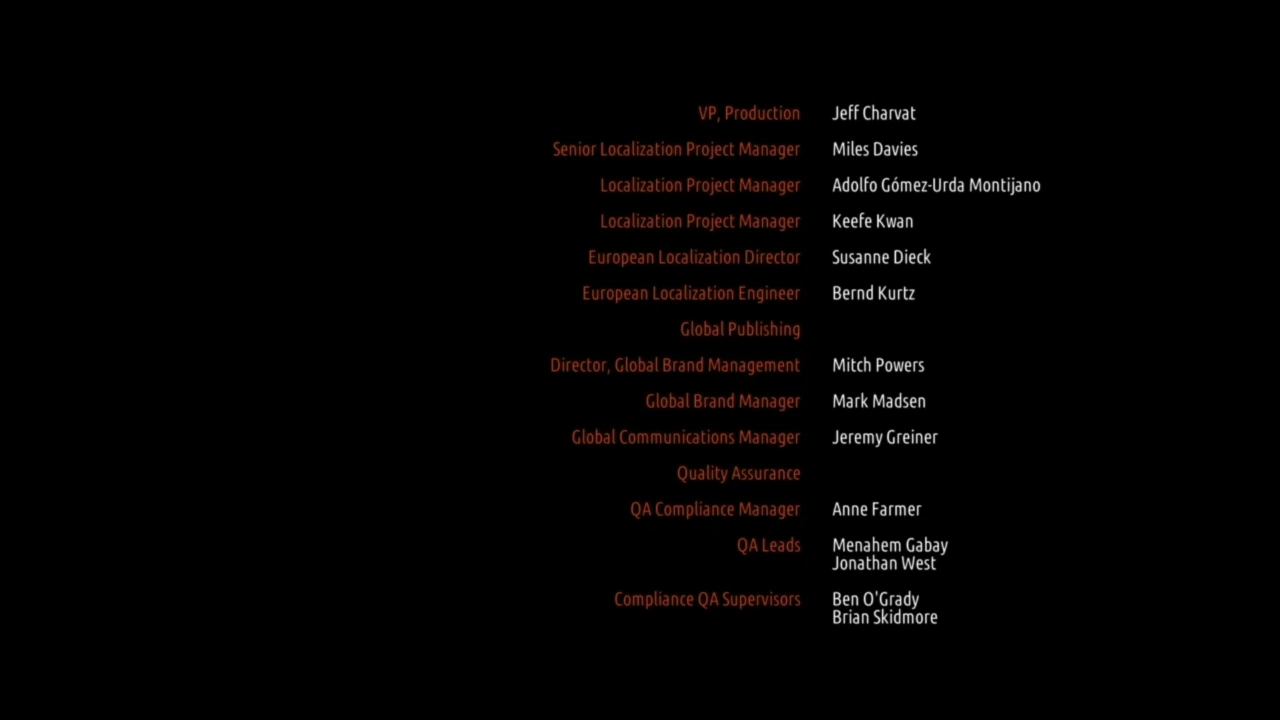 VP, Production Jeff Charvat
Senior Localization Project Manager Miles Davies
Localization Project Manager Adolfo Gómez-Urda Montijano
Localization Project Manager Keefe Kwan
European Localization Director Susanne Dieck
European Localization Engineer Bernd Kurtz
Global Publishing
Director, Global Brand Management Mitch Powers
Global Brand Manager Mark Madsen
Global Communications Manager Jeremy Greiner
Quality Assurance
QA Compliance Manager Anne Farmer
QA Leads Menahem Gabay
Jonathan West
Compliance QA Supervisors Ben O'Grady
Brian Skidmore